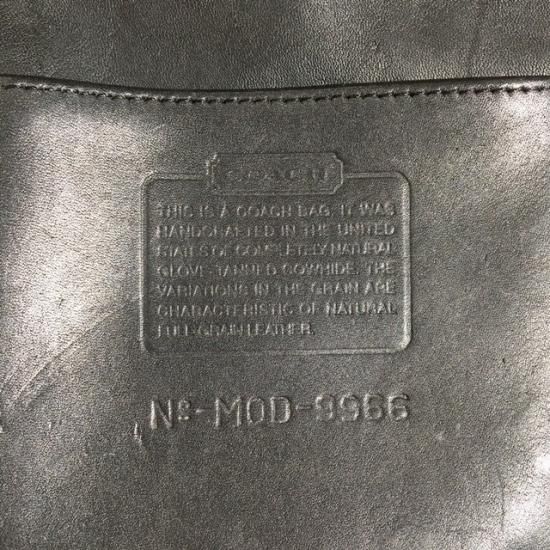 COACH
THIS IS A COACH BAG. IT WAS
HANDCRAFTED IN THE UNITED
STATES OF COMPLETELY NATURAL
GLOVE TANNED COWHIDE. THE
VARIATIONS IN THE GRAIN ARE
CHARACTERISTIC OF NATURAL
FULL GRAIN LEATHER.
Nº-MOD-9966